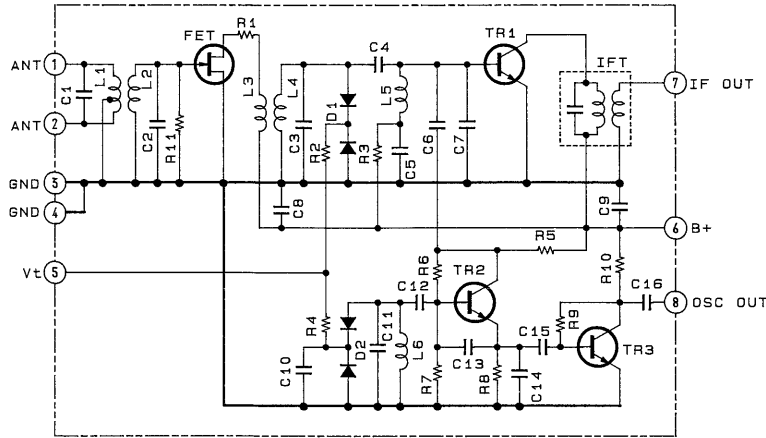 FET
R1
C4
TR1
IFT
ANT 1
C1
L1
L2
C2
R11
L3
L4
C3
D1
R2
R3
L5
C5
C6
C7
7 IF OUT
ANT 2
GND 3
GND 4
C8
C9
6 B+
R5
Vt 5
R6
TR2
R10
C16
8 OSC OUT
R4
C12
C10
D2
C11
L6
C13
R7
R8
C14
C15
R9
TR3